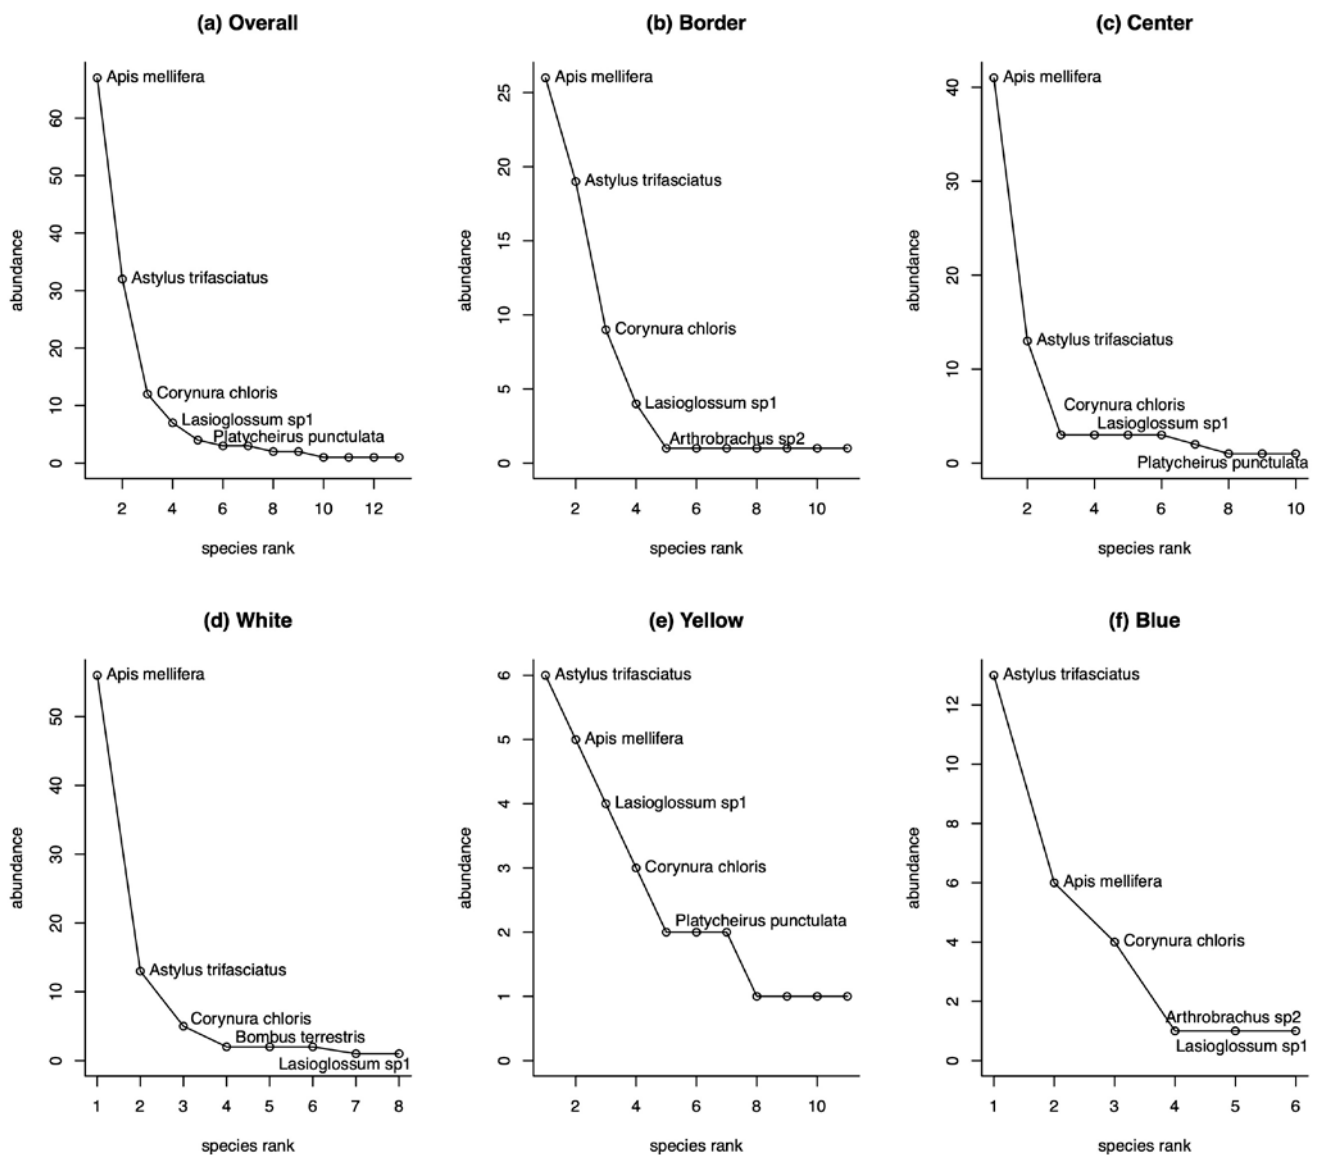 (a) Overall
abundance
60
50
40
30
20
10
0
Apis mellifera
Astylus trifasciatus
Corynura chloris
Lasioglossum sp1
Platycheirus punctulata
2 4 6 8 10 12
species rank
(b) Border
abundance
25
20
15
10
5
0
Apis mellifera
Astylus trifasciatus
Corynura chloris
Lasioglossum sp1
Arthrobrachus sp2
2 4 6 8 10
species rank
(c) Center
abundance
40
30
20
10
0
Apis mellifera
Astylus trifasciatus
Corynura chloris
Lasioglossum sp1
Platycheirus punctulata
2 4 6 8 10
species rank
(d) White
abundance
50
40
30
20
10
0
Apis mellifera
Astylus trifasciatus
Corynura chloris
Bombus terrestris
Lasioglossum sp1
1 2 3 4 5 6 7 8
species rank
(e) Yellow
abundance
6
5
4
3
2
1
0
Astylus trifasciatus
Apis mellifera
Lasioglossum sp1
Corynura chloris
Platycheirus punctulata
2 4 6 8 10
species rank
(f) Blue
abundance
12
10
8
6
4
2
0
Astylus trifasciatus
Apis mellifera
Corynura chloris
Arthrobrachus sp2
Lasioglossum sp1
1 2 3 4 5 6
species rank